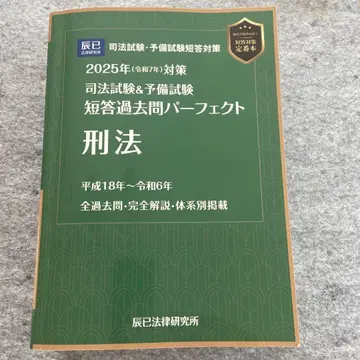 辰已
法律研究所
司法試験・予備試験短答対策
短答対策
定番本
2025年（令和7年）対策
司法試験&予備試験
短答過去問パーフェクト
刑法
平成18年～令和6年
全過去問・完全解説・体系別掲載
辰已法律研究所